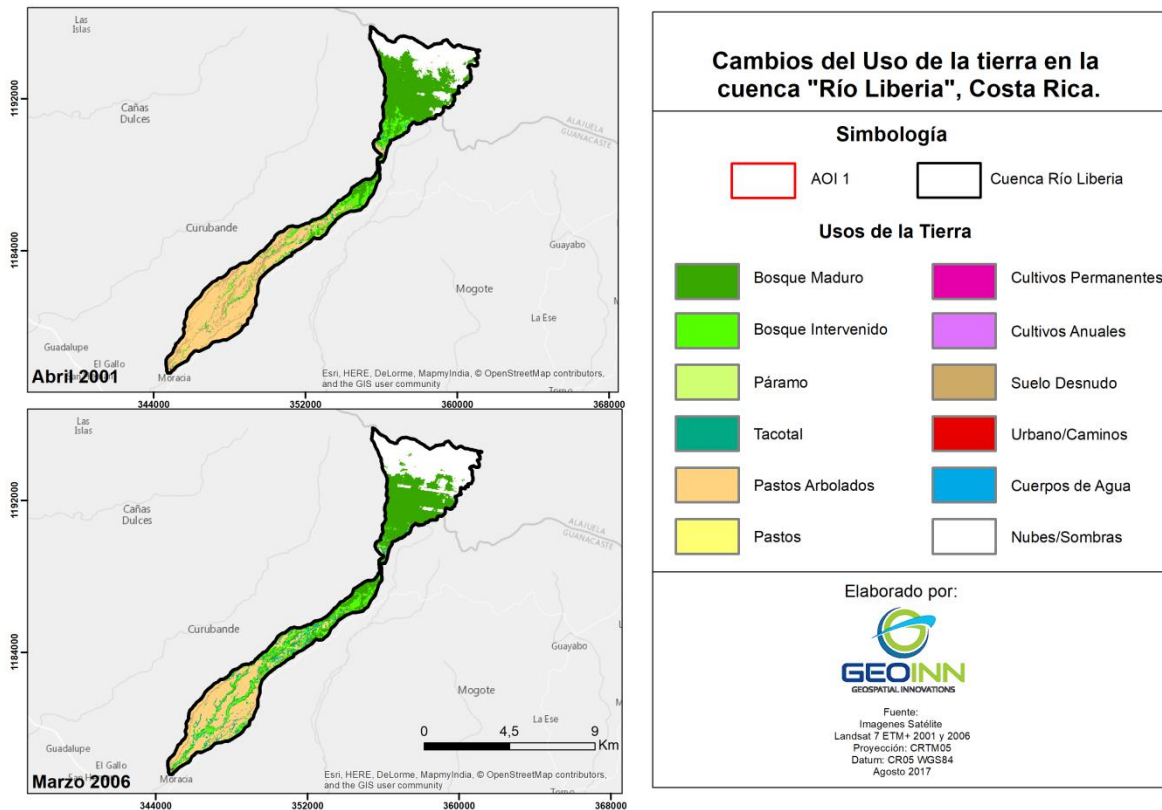 Las
Islas
Cañas
Dulces
ALAJUELA
GUANACASTE
Curubande
Guayabo
Mogote
La Ese
Guadalupe
El Gallo
Moracia
Abril 2001
Esri, HERE, DeLorme, MapmyIndia, © OpenStreetMap contributors,
and the GIS user community
1192000
1184000
344000
352000
360000
368000
Las
Islas
Cañas
Dulces
ALAJUELA
GUANACASTE
Curubande
Guayabo
Mogote
La Ese
Guadalupe
El Gallo
Moracia
0
4,5
9
Km
Marzo 2006
Esri, HERE, DeLorme, MapmyIndia, © OpenStreetMap contributors,
and the GIS user community
1192000
1184000
344000
352000
360000
368000
Cambios del Uso de la tierra en la
cuenca "Río Liberia", Costa Rica.
Simbología
AOI 1
Cuenca Río Liberia
Usos de la Tierra
Bosque Maduro
Bosque Intervenido
Páramo
Tacotal
Pastos Arbolados
Pastos
Cultivos Permanentes
Cultivos Anuales
Suelo Desnudo
Urbano/Caminos
Cuerpos de Agua
Nubes/Sombras
Elaborado por:
GEOINN
GEOSPATIAL INNOVATIONS
Fuente:
Imagenes Satélite
Landsat 7 ETM+ 2001 y 2006
Proyección: CRTM05
Datum: CR05 WGS84
Agosto 2017